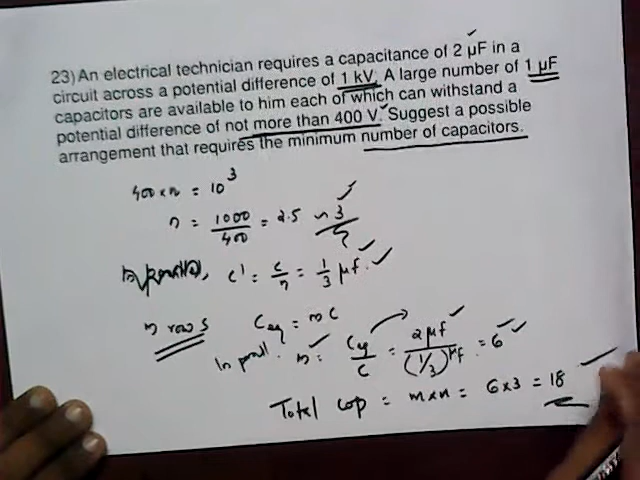 23) An electrical technician requires a capacitance of 2 µF in a
circuit across a potential difference of 1 kV. A large number of 1 µF
capacitors are available to him each of which can withstand a
potential difference of not more than 400 V. Suggest a possible
arrangement that requires the minimum number of capacitors.
400 × n = 10³
n = 1000/400 = 2.5 ~ 3
C' = C/n = 1/3 µf.
m rows Ceq = mC
In parall. m = Ceq/C = 2µf/(1/3)µf = 6
Total cap = m×n = 6×3 = 18